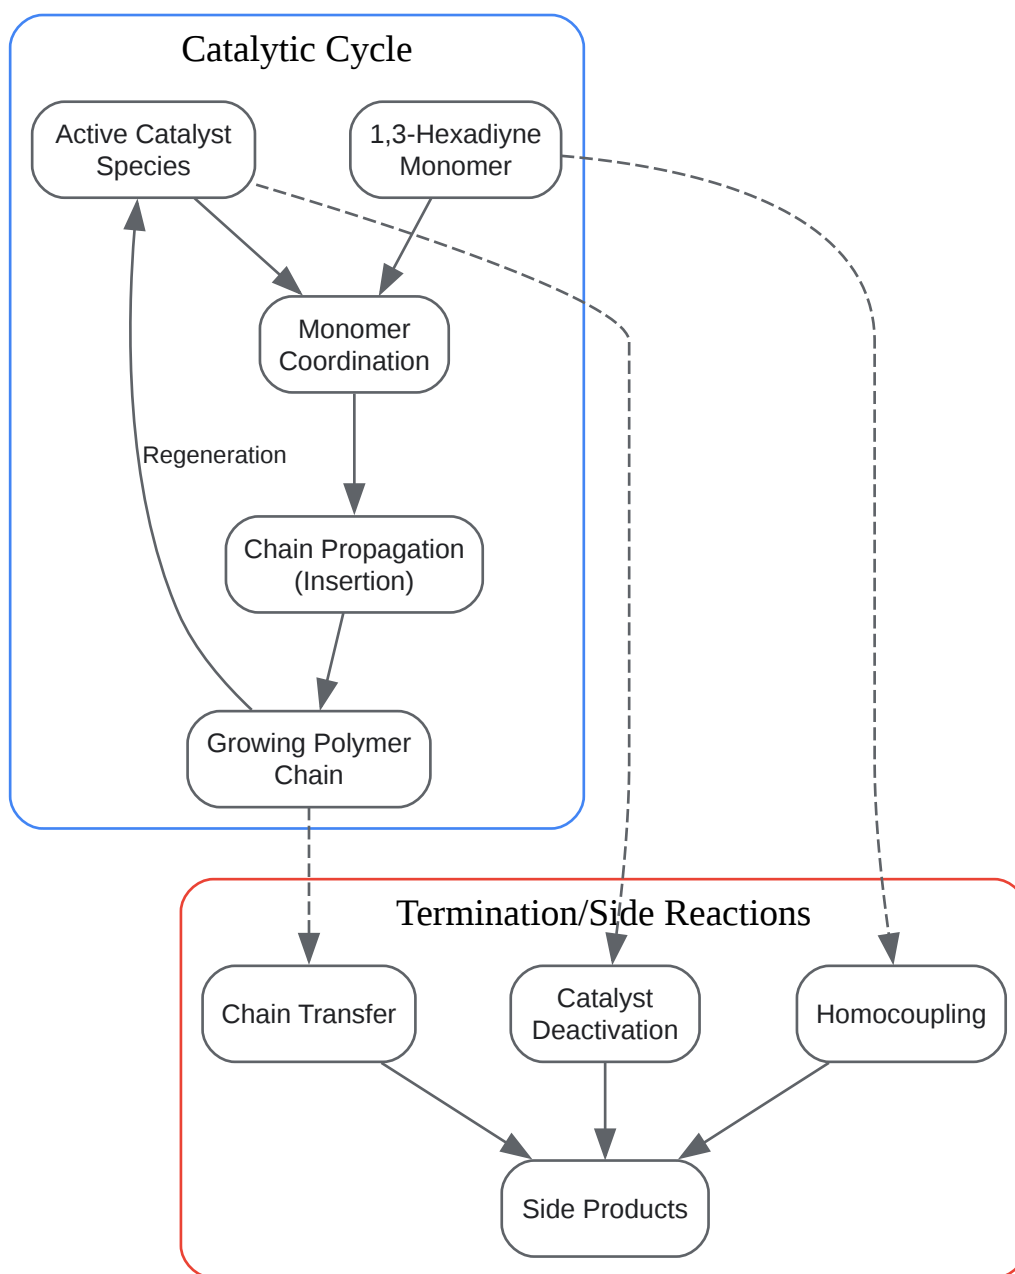 Catalytic Cycle
Active Catalyst
Species
1,3-Hexadiyne
Monomer
Monomer
Coordination
Regeneration
Chain Propagation
(Insertion)
Growing Polymer
Chain
Termination/Side Reactions
Chain Transfer
Catalyst
Deactivation
Homocoupling
Side Products